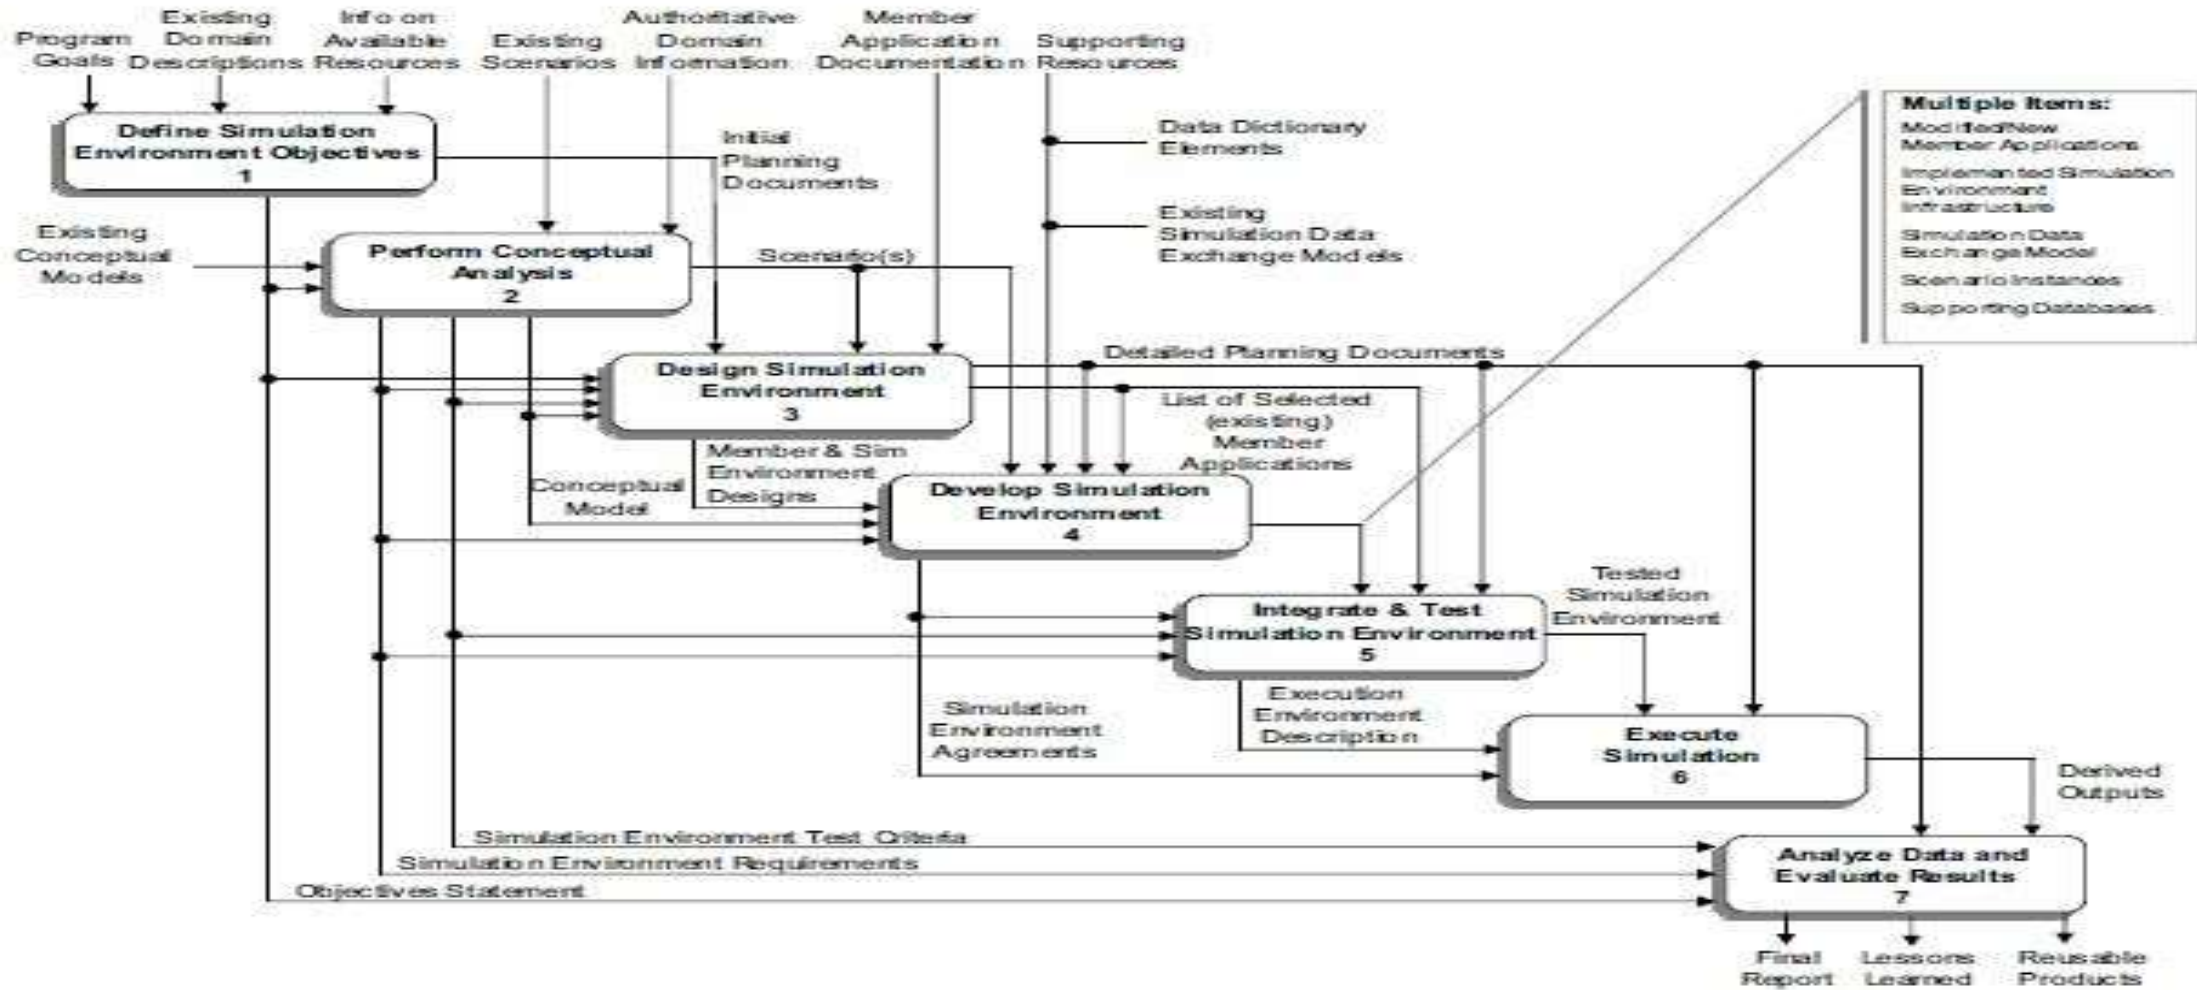 Program
Goals
Existing
Domain
Descriptions
Info on
Available
Resources
Existing
Scenarios
Authoritative
Domain
Information
Member
Application
Documentation
Supporting
Resources
Define Simulation
Environment Objectives
1
Initial
Planning
Documents
Data Dictionary
Elements
Existing
Simulation Data
Exchange Models
Multiple Items:
Modified/New
Member Applications
Implemented Simulation
Environment
Infrastructure
Simulation Data
Exchange Model
Scenario Instances
Supporting Databases
Existing
Conceptual
Models
Perform Conceptual
Analysis
2
Scenario(s)
Design Simulation
Environment
3
Detailed Planning Documents
List of Selected
(existing)
Member
Applications
Member & Sim
Environment
Designs
Conceptual
Model
Develop Simulation
Environment
4
Integrate & Test
Simulation Environment
5
Tested
Simulation
Environment
Simulation
Environment
Agreements
Execution
Environment
Description
Execute
Simulation
6
Derived
Outputs
Simulation Environment Test Criteria
Simulation Environment Requirements
Objectives Statement
Analyze Data and
Evaluate Results
7
Final
Report
Lessons
Learned
Reusable
Products